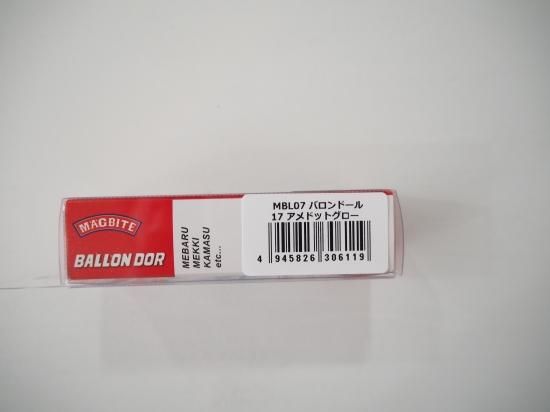 MAGBITE
BALLON DOR
MEBARU
MEKKI
KAMASU
etc...
MBL07 バロンドール
17 アメドットグロー
4 945826 306119